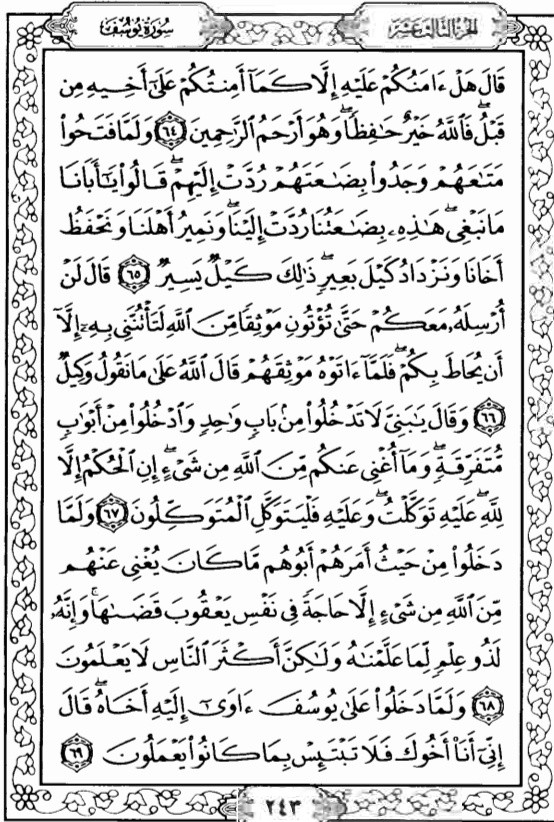 سُورَةُ يُوسُفَ
الجزء الثالث عشر
قَالَ هَلْ ءَامَنُكُمْ عَلَيْهِ إِلَّا كَمَآ أَمِنتُكُمْ عَلَىٰٓ أَخِيهِ مِن
قَبْلُ ۖ فَٱللَّهُ خَيْرٌ حَـٰفِظًا ۖ وَهُوَ أَرْحَمُ ٱلرَّٰحِمِينَ ٦٤ وَلَمَّا فَتَحُوا۟
مَتَـٰعَهُمْ وَجَدُوا۟ بِضَـٰعَتَهُمْ رُدَّتْ إِلَيْهِمْ ۖ قَالُوا۟ يَـٰٓأَبَانَا
مَا نَبْغِى ۖ هَـٰذِهِۦ بِضَـٰعَتُنَا رُدَّتْ إِلَيْنَا ۖ وَنَمِيرُ أَهْلَنَا وَنَحْفَظُ
أَخَانَا وَنَزْدَادُ كَيْلَ بَعِيرٍ ۖ ذَٰلِكَ كَيْلٌ يَسِيرٌ ٦٥ قَالَ لَنْ
أُرْسِلَهُۥ مَعَكُمْ حَتَّىٰ تُؤْتُونِ مَوْثِقًا مِّنَ ٱللَّهِ لَتَأْتُنَّنِى بِهِۦٓ إِلَّآ
أَن يُحَاطَ بِكُمْ ۖ فَلَمَّآ ءَاتَوْهُ مَوْثِقَهُمْ قَالَ ٱللَّهُ عَلَىٰ مَا نَقُولُ وَكِيلٌ
٦٦ وَقَالَ يَـٰبَنِىَّ لَا تَدْخُلُوا۟ مِنۢ بَابٍ وَٰحِدٍ وَٱدْخُلُوا۟ مِنْ أَبْوَٰبٍ
مُّتَفَرِّقَةٍ ۖ وَمَآ أُغْنِى عَنكُم مِّنَ ٱللَّهِ مِن شَىْءٍ ۖ إِنِ ٱلْحُكْمُ إِلَّا
لِلَّهِ ۖ عَلَيْهِ تَوَكَّلْتُ ۖ وَعَلَيْهِ فَلْيَتَوَكَّلِ ٱلْمُتَوَكِّلُونَ ٦٧ وَلَمَّا
دَخَلُوا۟ مِنْ حَيْثُ أَمَرَهُمْ أَبُوهُم مَّا كَانَ يُغْنِى عَنْهُم
مِّنَ ٱللَّهِ مِن شَىْءٍ إِلَّا حَاجَةً فِى نَفْسِ يَعْقُوبَ قَضَىٰهَا ۚ وَإِنَّهُۥ
لَذُو عِلْمٍ لِّمَا عَلَّمْنَـٰهُ وَلَـٰكِنَّ أَكْثَرَ ٱلنَّاسِ لَا يَعْلَمُونَ
٦٨ وَلَمَّا دَخَلُوا۟ عَلَىٰ يُوسُفَ ءَاوَىٰٓ إِلَيْهِ أَخَاهُ ۖ قَالَ
إِنِّىٓ أَنَا۠ أَخُوكَ فَلَا تَبْتَئِسْ بِمَا كَانُوا۟ يَعْمَلُونَ ٦٩
٢٤٣